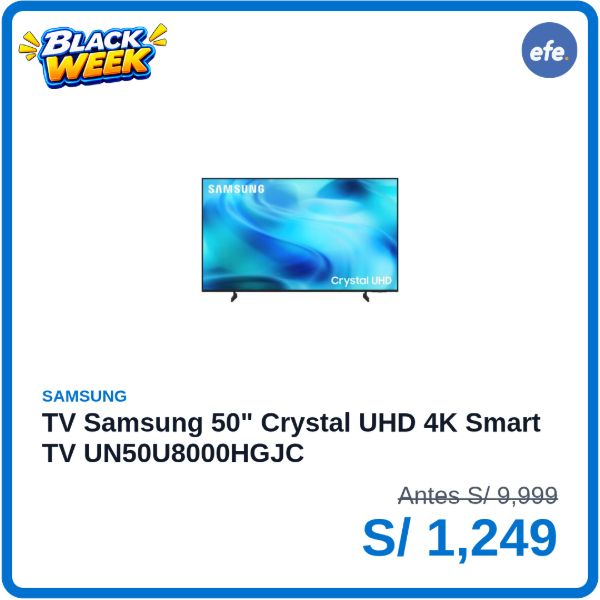 BLACK
WEEK
efe.
SAMSUNG
Crystal UHD
SAMSUNG
TV Samsung 50" Crystal UHD 4K Smart
TV UN50U8000HGJC
Antes S/ 9,999
S/ 1,249